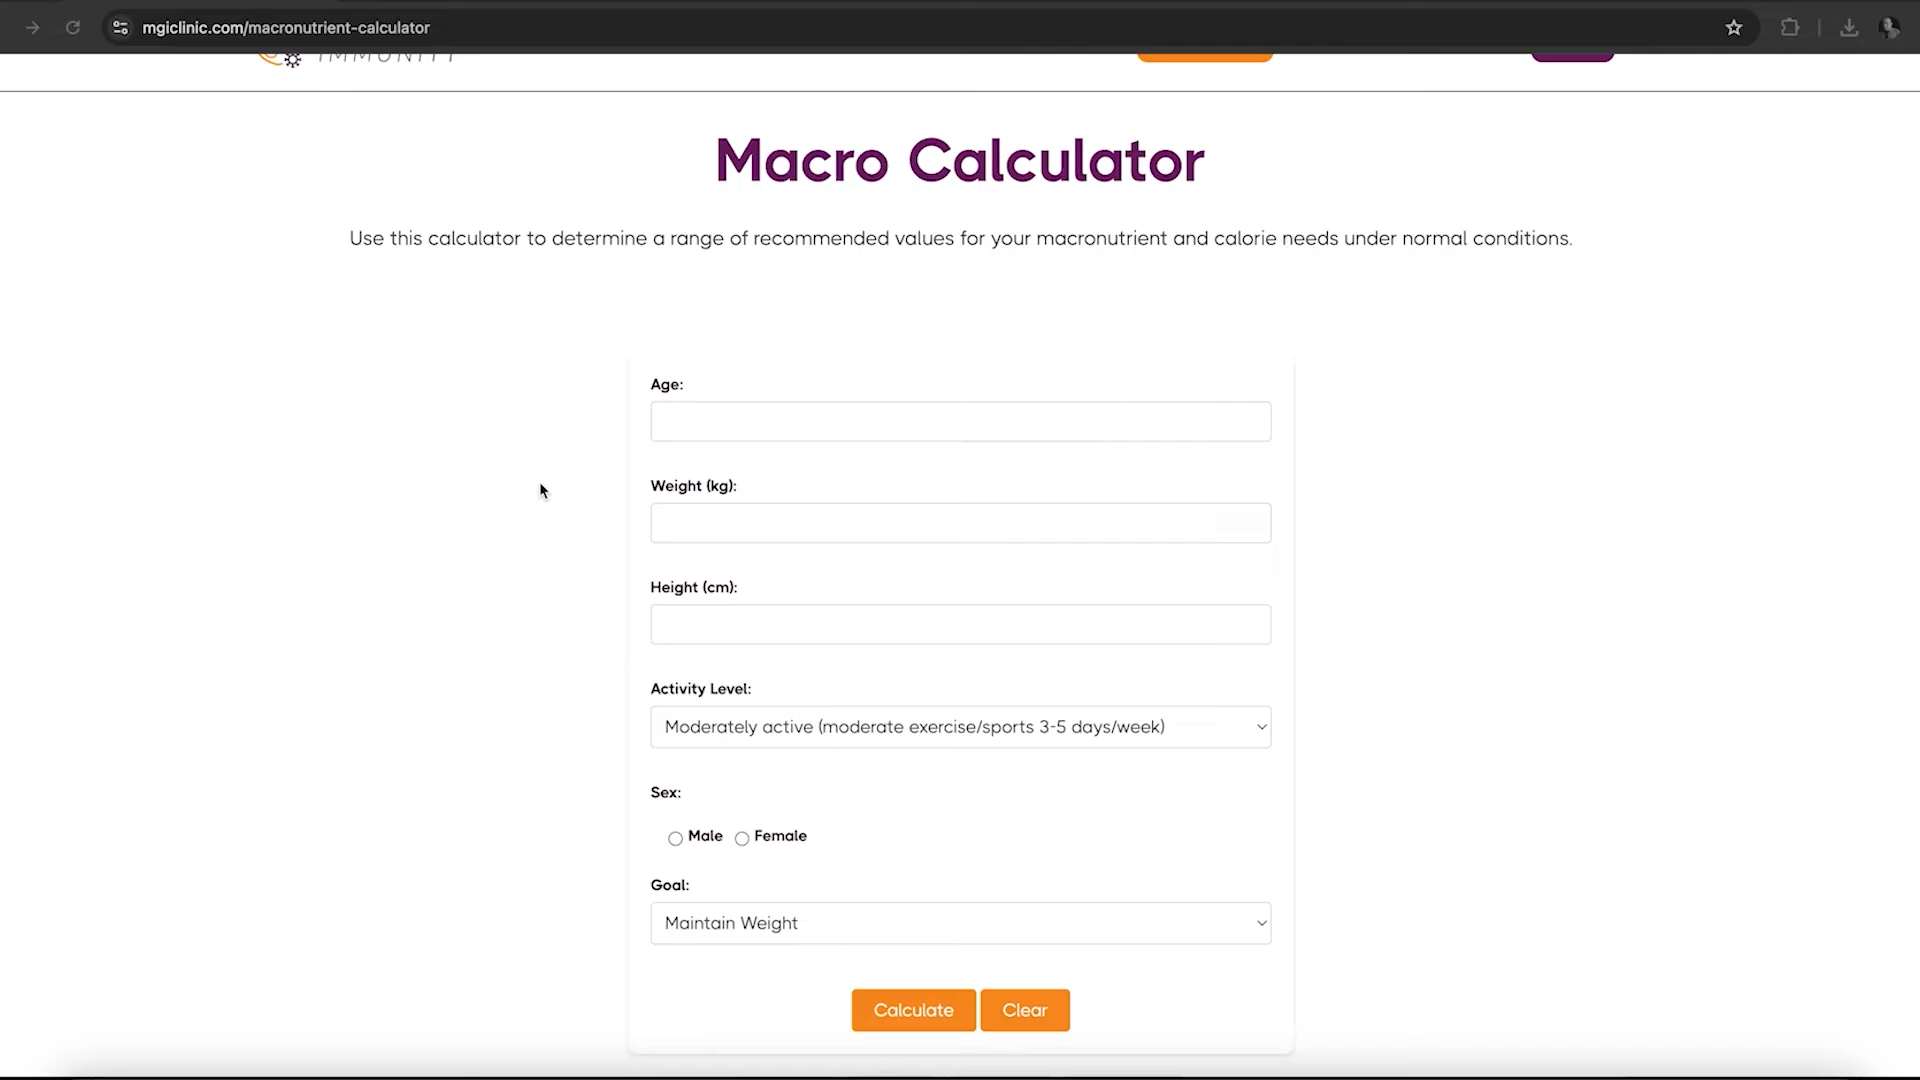 mgiclinic.com/macronutrient-calculator
Macro Calculator
Use this calculator to determine a range of recommended values for your macronutrient and calorie needs under normal conditions.
Age:
Weight (kg):
Height (cm):
Activity Level:
Moderately active (moderate exercise/sports 3-5 days/week)
Sex:
Male Female
Goal:
Maintain Weight
Calculate Clear